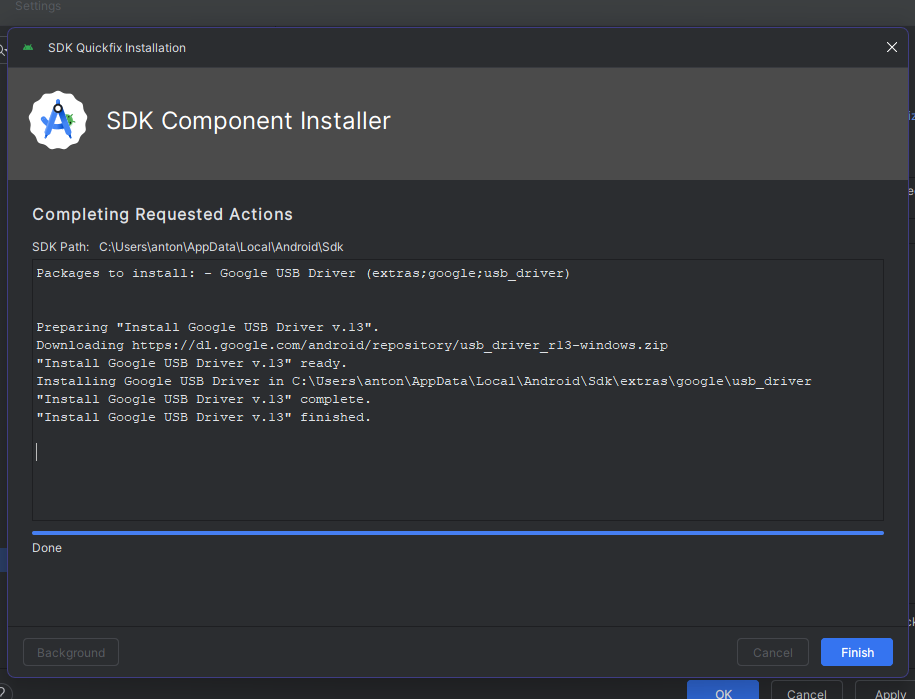 Settings
SDK Quickfix Installation
SDK Component Installer
Completing Requested Actions
SDK Path: C:\Users\anton\AppData\Local\Android\Sdk
Packages to install: - Google USB Driver (extras;google;usb_driver)
Preparing "Install Google USB Driver v.13".
Downloading https://dl.google.com/android/repository/usb_driver_r13-windows.zip
"Install Google USB Driver v.13" ready.
Installing Google USB Driver in C:\Users\anton\AppData\Local\Android\Sdk\extras\google\usb_driver
"Install Google USB Driver v.13" complete.
"Install Google USB Driver v.13" finished.
Done
Background Cancel Finish
OK Cancel Apply